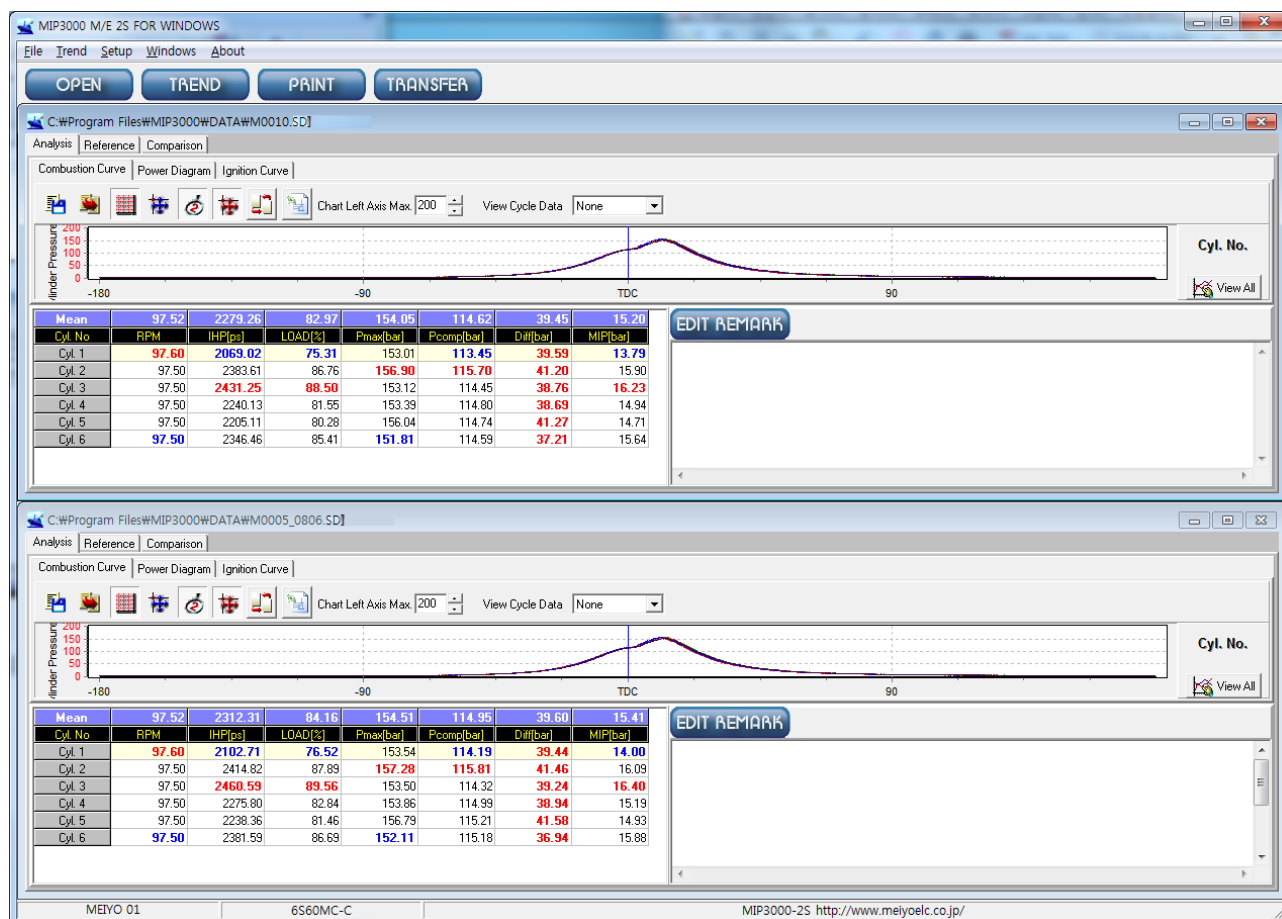 MIP3000 M/E 2S FOR WINDOWS
File Trend Setup Windows About
OPEN TREND PRINT TRANSFER
C:₩Program Files₩MIP3000₩DATA₩M0010.SD]
Analysis Reference Comparison
Combustion Curve Power Diagram Ignition Curve
Chart Left Axis Max. 200 View Cycle Data None
200
150
100
50
0
-180 -90 TDC 90
Cyl. No.
View All
Mean 97.52 2279.26 82.97 154.05 114.62 39.45 15.20
Cyl. No RPM IHP[ps] LOAD[%] Pmax[bar] Pcomp[bar] Diff[bar] MIP[bar]
Cyl. 1 97.60 2069.02 75.31 153.01 113.45 39.59 13.79
Cyl. 2 97.50 2383.61 86.76 156.90 115.70 41.20 15.90
Cyl. 3 97.50 2431.25 88.50 153.12 114.45 38.76 16.23
Cyl. 4 97.50 2240.13 81.55 153.39 114.80 38.69 14.94
Cyl. 5 97.50 2205.11 80.28 156.04 114.74 41.27 14.71
Cyl. 6 97.50 2346.46 85.41 151.81 114.59 37.21 15.64
EDIT REMARK
C:₩Program Files₩MIP3000₩DATA₩M0005_0806.SD]
Analysis Reference Comparison
Combustion Curve Power Diagram Ignition Curve
Chart Left Axis Max. 200 View Cycle Data None
200
150
100
50
0
-180 -90 TDC 90
Cyl. No.
View All
Mean 97.52 2312.31 84.16 154.51 114.95 39.60 15.41
Cyl. No RPM IHP[ps] LOAD[%] Pmax[bar] Pcomp[bar] Diff[bar] MIP[bar]
Cyl. 1 97.60 2102.71 76.52 153.54 114.19 39.44 14.00
Cyl. 2 97.50 2414.82 87.89 157.28 115.81 41.46 16.09
Cyl. 3 97.50 2460.59 89.56 153.50 114.32 39.24 16.40
Cyl. 4 97.50 2275.80 82.84 153.86 114.99 38.94 15.19
Cyl. 5 97.50 2238.36 81.46 156.79 115.21 41.58 14.93
Cyl. 6 97.50 2381.59 86.69 152.11 115.18 36.94 15.88
EDIT REMARK
MEIYO 01 6S60MC-C MIP3000-2S http://www.meiyoelc.co.jp/